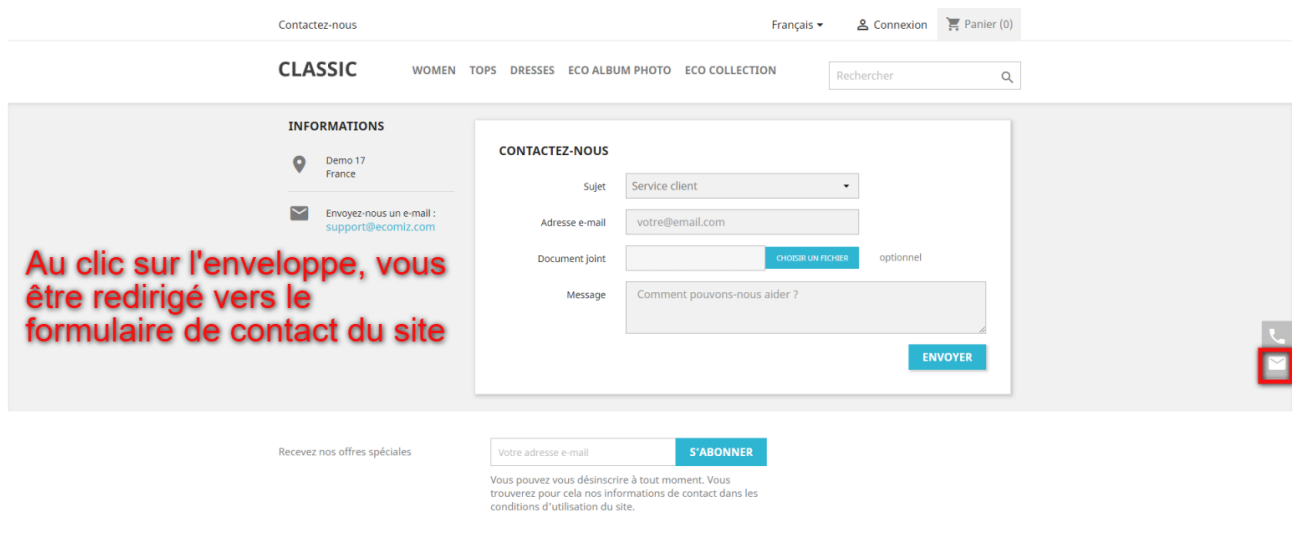 Contactez-nous
Français
Connexion
Panier (0)
CLASSIC
WOMEN TOPS DRESSES ECO ALBUM PHOTO ECO COLLECTION
Rechercher
INFORMATIONS
Demo 17
France
Envoyez-nous un e-mail :
support@ecomiz.com
CONTACTEZ-NOUS
Sujet
Service client
Adresse e-mail
votre@email.com
Document joint
CHOISIR UN FICHIER
optionnel
Message
Comment pouvons-nous aider ?
ENVOYER
Au clic sur l'enveloppe, vous
être redirigé vers le
formulaire de contact du site
Recevez nos offres spéciales
Votre adresse e-mail
S'ABONNER
Vous pouvez vous désinscrire à tout moment. Vous
trouverez pour cela nos informations de contact dans les
conditions d'utilisation du site.